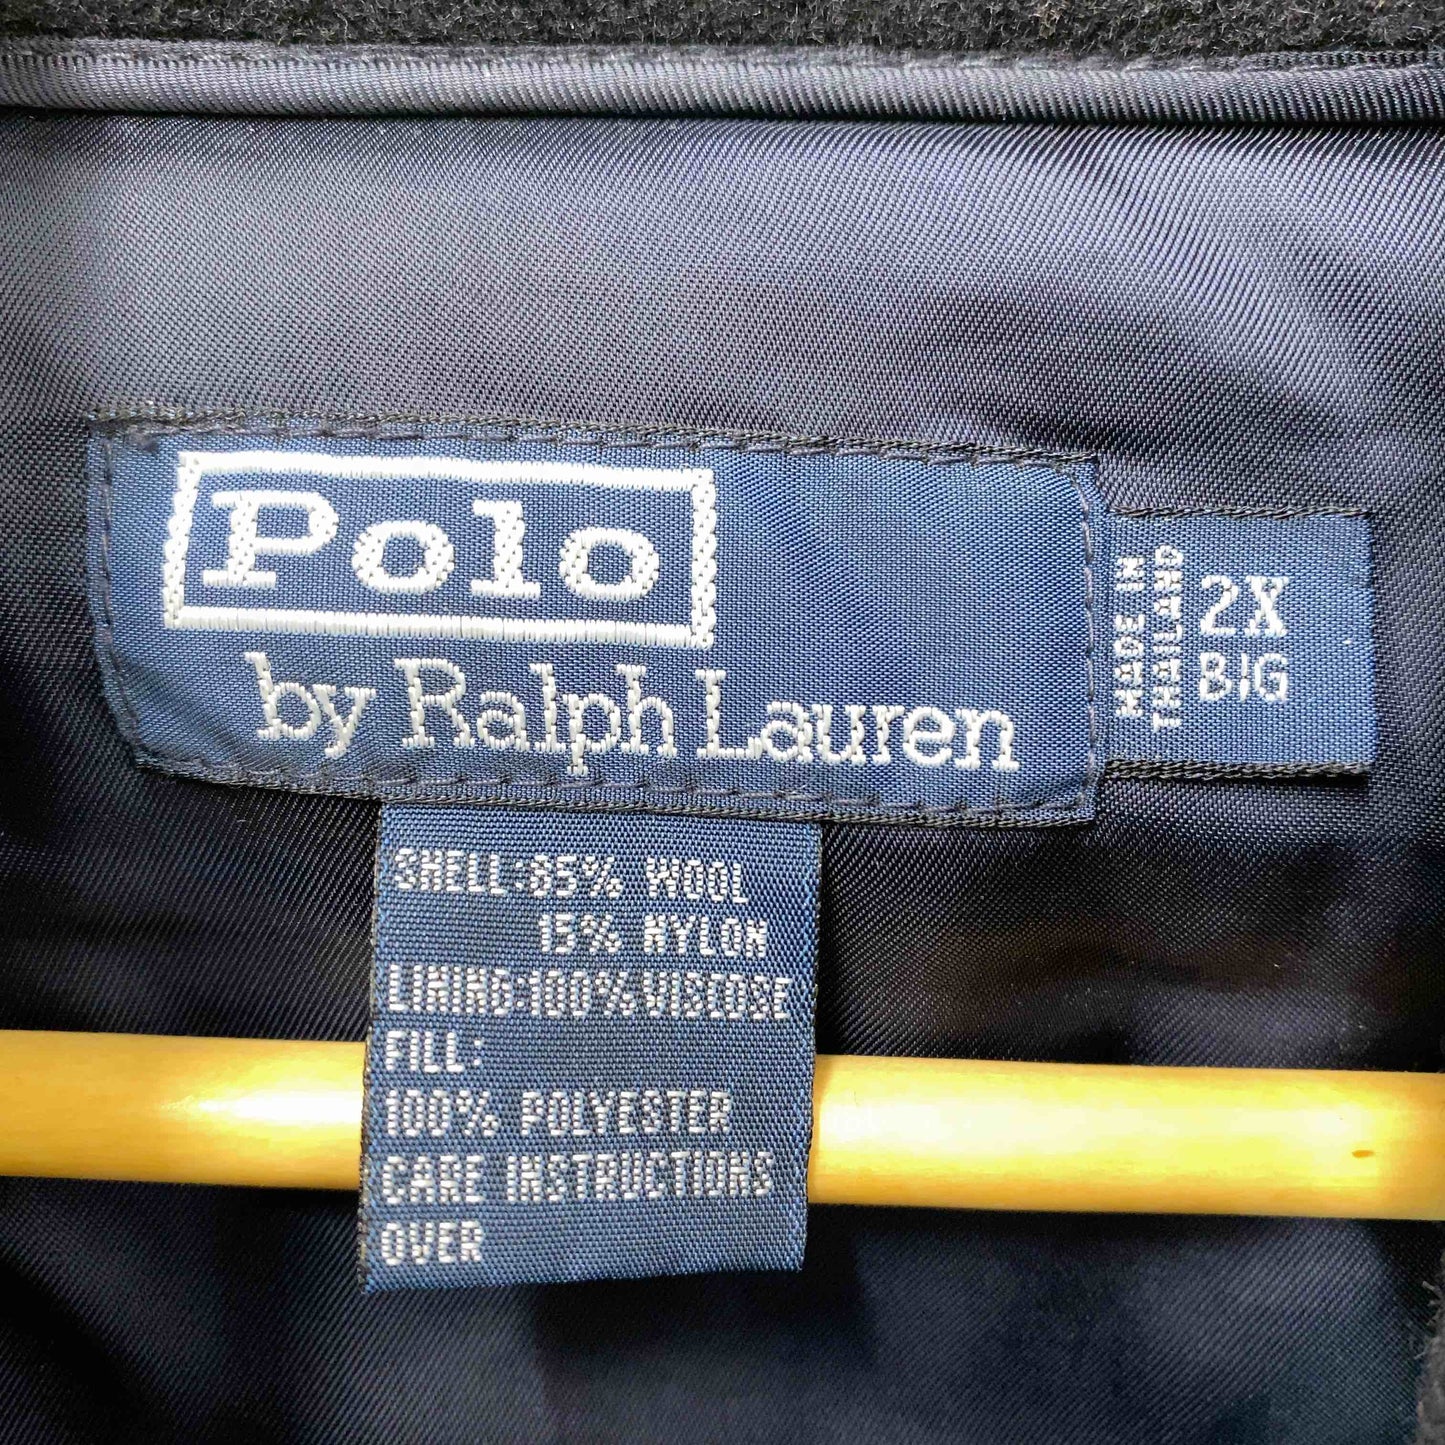 Polo
by Ralph Lauren
MADE IN
THAILAND
2X
BIG
SHELL:85% WOOL
15% NYLON
LINING:100% VISCOSE
FILL:
100% POLYESTER
CARE INSTRUCTIONS
OVER